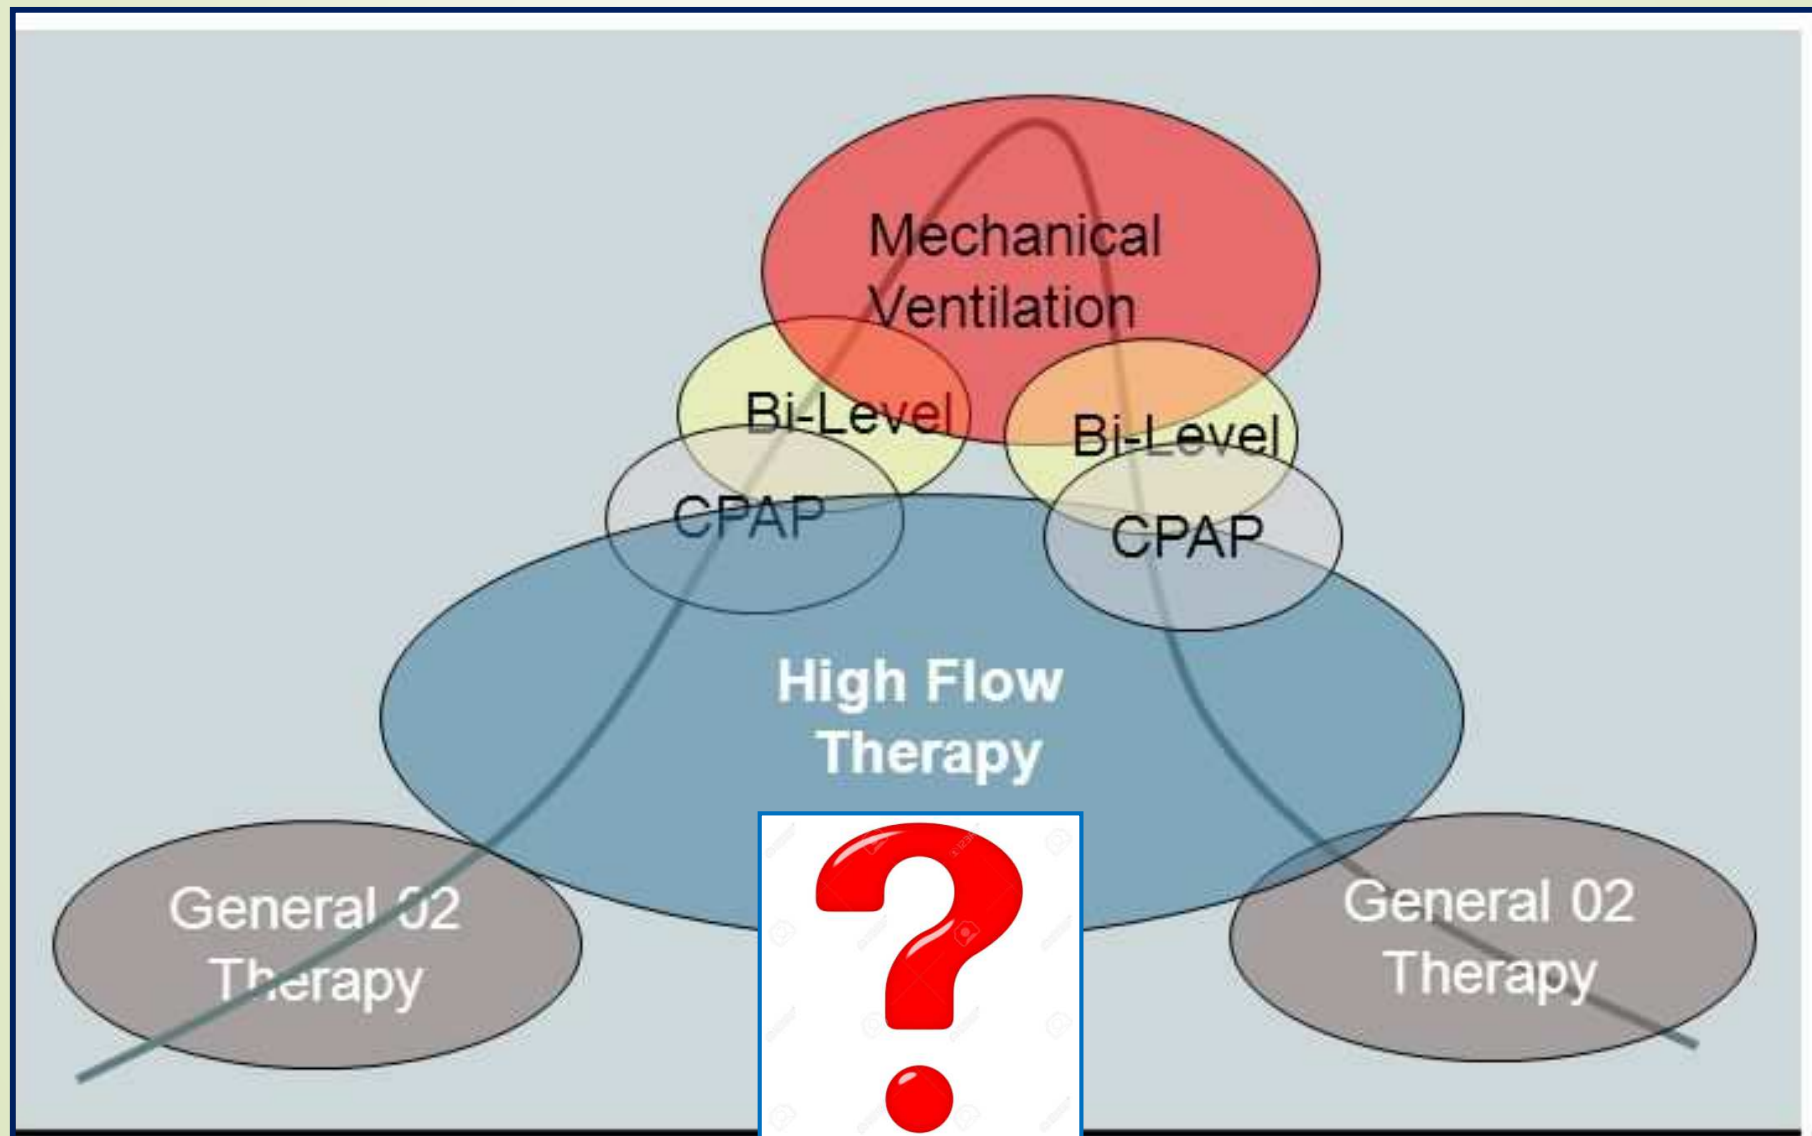 Mechanical
Ventilation
Bi-Level
Bi-Level
CPAP
CPAP
High Flow
Therapy
General 02
Therapy
General 02
Therapy
?